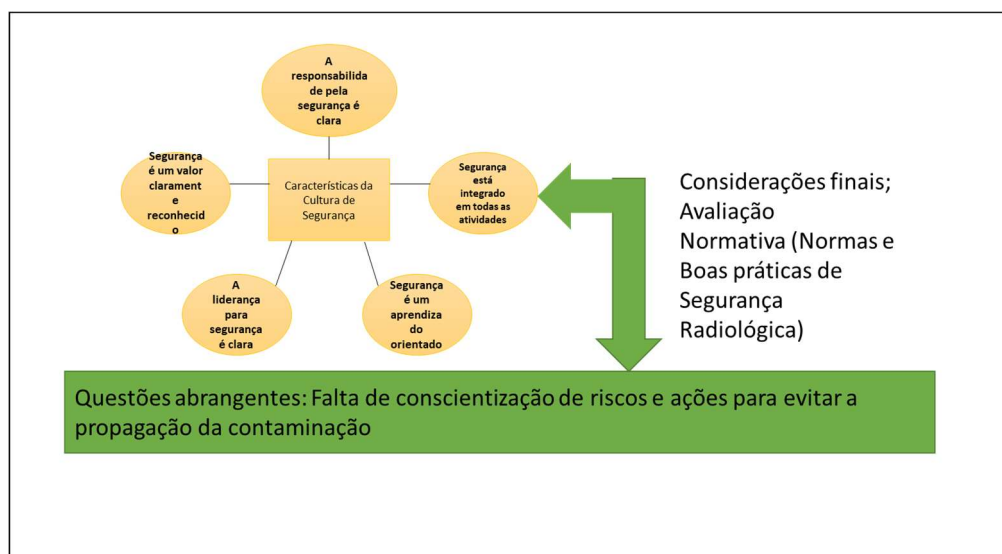 A
responsabilida
de pela
segurança é
clara
Segurança
é um valor
clarament
e
reconhecid
o
Características da
Cultura de
Segurança
Segurança
está
integrado
em todas as
atividades
A
liderança
para
segurança
é clara
Segurança
é um
aprendiza
do
orientado
Considerações finais;
Avaliação
Normativa (Normas e
Boas práticas de
Segurança
Radiológica)
Questões abrangentes: Falta de conscientização de riscos e ações para evitar a
propagação da contaminação